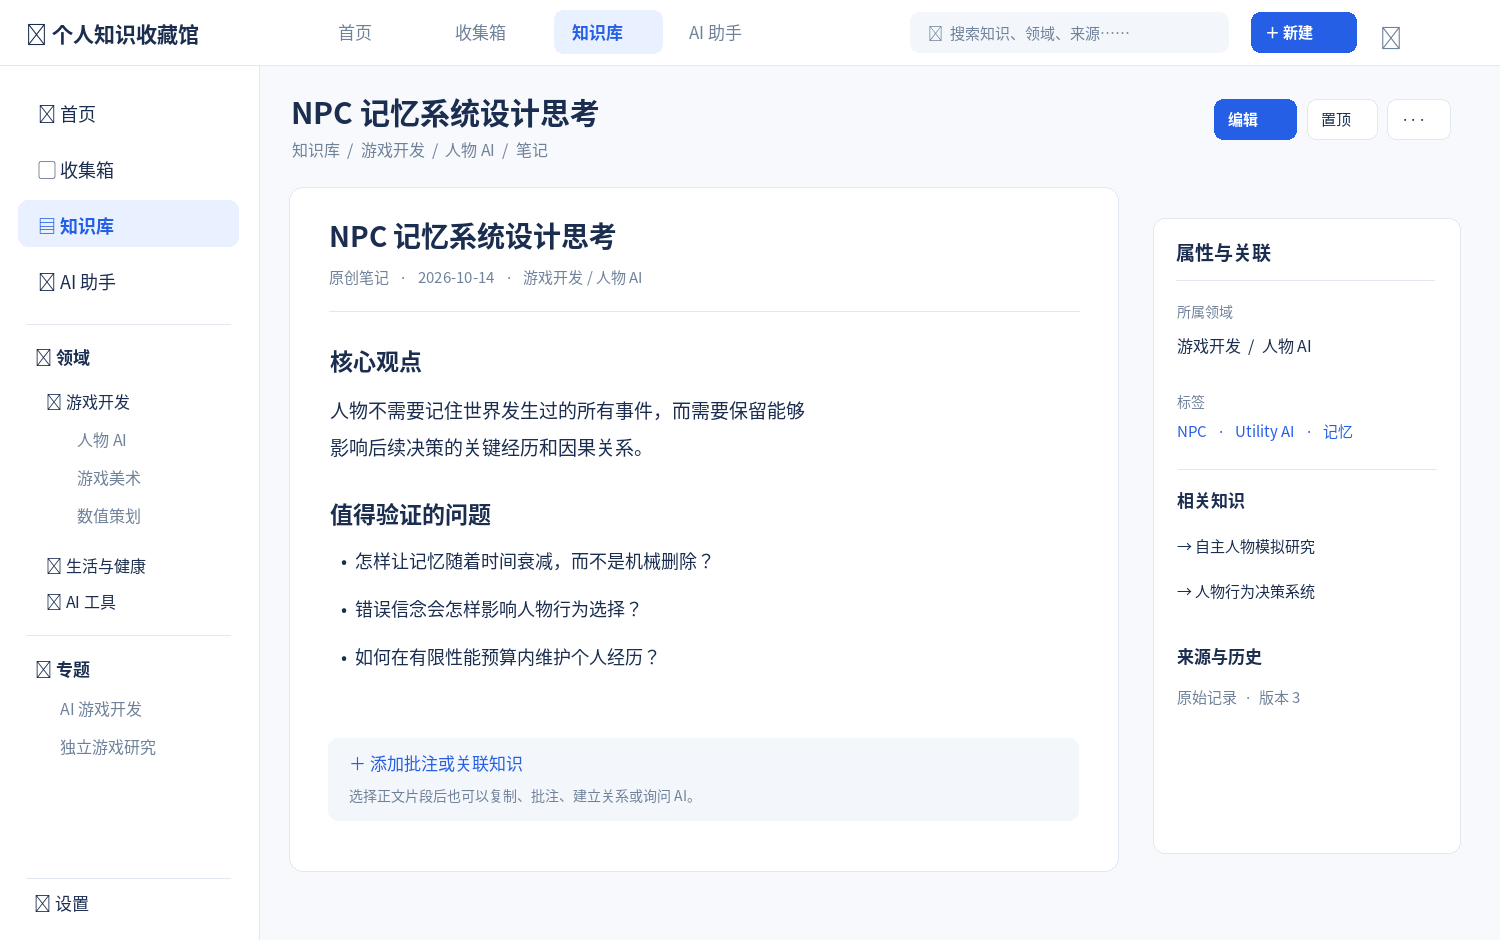 个人知识收藏馆
首页
收集箱
知识库
AI 助手
搜索知识、领域、来源……
+ 新建
首页
收集箱
知识库
AI 助手
领域
游戏开发
人物 AI
游戏美术
数值策划
生活与健康
AI 工具
专题
AI 游戏开发
独立游戏研究
设置
NPC 记忆系统设计思考
知识库 / 游戏开发 / 人物 AI / 笔记
编辑
置顶
···
NPC 记忆系统设计思考
原创笔记 · 2026-10-14 · 游戏开发 / 人物 AI
核心观点
人物不需要记住世界发生过的所有事件，而需要保留能够
影响后续决策的关键经历和因果关系。
值得验证的问题
• 怎样让记忆随着时间衰减，而不是机械删除？
• 错误信念会怎样影响人物行为选择？
• 如何在有限性能预算内维护个人经历？
+ 添加批注或关联知识
选择正文片段后也可以复制、批注、建立关系或询问 AI。
属性与关联
所属领域
游戏开发 / 人物 AI
标签
NPC · Utility AI · 记忆
相关知识
→ 自主人物模拟研究
→ 人物行为决策系统
来源与历史
原始记录 · 版本 3